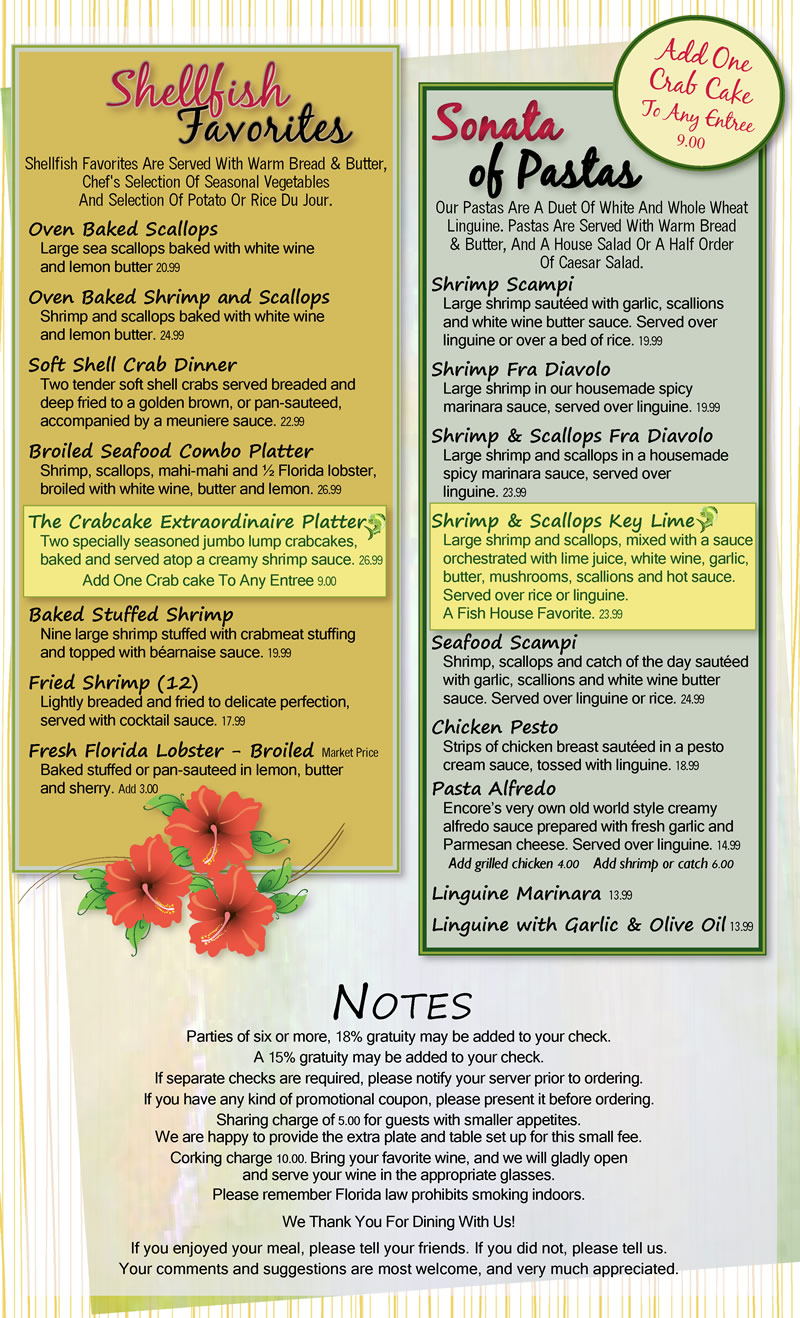 Shellfish
Favorites
Shellfish Favorites Are Served With Warm Bread & Butter,
Chef's Selection Of Seasonal Vegetables
And Selection Of Potato Or Rice Du Jour.
Oven Baked Scallops
Large sea scallops baked with white wine
and lemon butter 20.99
Oven Baked Shrimp and Scallops
Shrimp and scallops baked with white wine
and lemon butter. 24.99
Soft Shell Crab Dinner
Two tender soft shell crabs served breaded and
deep fried to a golden brown, or pan-sauteed,
accompanied by a meuniere sauce. 22.99
Broiled Seafood Combo Platter
Shrimp, scallops, mahi-mahi and ½ Florida lobster,
broiled with white wine, butter and lemon. 26.99
The Crabcake Extraordinaire Platter
Two specially seasoned jumbo lump crabcakes,
baked and served atop a creamy shrimp sauce. 26.99
Add One Crab cake To Any Entree 9.00
Baked Stuffed Shrimp
Nine large shrimp stuffed with crabmeat stuffing
and topped with béarnaise sauce. 19.99
Fried Shrimp (12)
Lightly breaded and fried to delicate perfection,
served with cocktail sauce. 17.99
Fresh Florida Lobster - Broiled Market Price
Baked stuffed or pan-sauteed in lemon, butter
and sherry. Add 3.00
Add One
Crab Cake
To Any Entree
9.00
Sonata
of Pastas
Our Pastas Are A Duet Of White And Whole Wheat
Linguine. Pastas Are Served With Warm Bread
& Butter, And A House Salad Or A Half Order
Of Caesar Salad.
Shrimp Scampi
Large shrimp sautéed with garlic, scallions
and white wine butter sauce. Served over
linguine or over a bed of rice. 19.99
Shrimp Fra Diavolo
Large shrimp in our housemade spicy
marinara sauce, served over linguine. 19.99
Shrimp & Scallops Fra Diavolo
Large shrimp and scallops in a housemade
spicy marinara sauce, served over
linguine. 23.99
Shrimp & Scallops Key Lime
Large shrimp and scallops, mixed with a sauce
orchestrated with lime juice, white wine, garlic,
butter, mushrooms, scallions and hot sauce.
Served over rice or linguine.
A Fish House Favorite. 23.99
Seafood Scampi
Shrimp, scallops and catch of the day sautéed
with garlic, scallions and white wine butter
sauce. Served over linguine or rice. 24.99
Chicken Pesto
Strips of chicken breast sautéed in a pesto
cream sauce, tossed with linguine. 18.99
Pasta Alfredo
Encore's very own old world style creamy
alfredo sauce prepared with fresh garlic and
Parmesan cheese. Served over linguine. 14.99
Add grilled chicken 4.00 Add shrimp or catch 6.00
Linguine Marinara 13.99
Linguine with Garlic & Olive Oil 13.99
NOTES
Parties of six or more, 18% gratuity may be added to your check.
A 15% gratuity may be added to your check.
If separate checks are required, please notify your server prior to ordering.
If you have any kind of promotional coupon, please present it before ordering.
Sharing charge of 5.00 for guests with smaller appetites.
We are happy to provide the extra plate and table set up for this small fee.
Corking charge 10.00. Bring your favorite wine, and we will gladly open
and serve your wine in the appropriate glasses.
Please remember Florida law prohibits smoking indoors.
We Thank You For Dining With Us!
If you enjoyed your meal, please tell your friends. If you did not, please tell us.
Your comments and suggestions are most welcome, and very much appreciated.